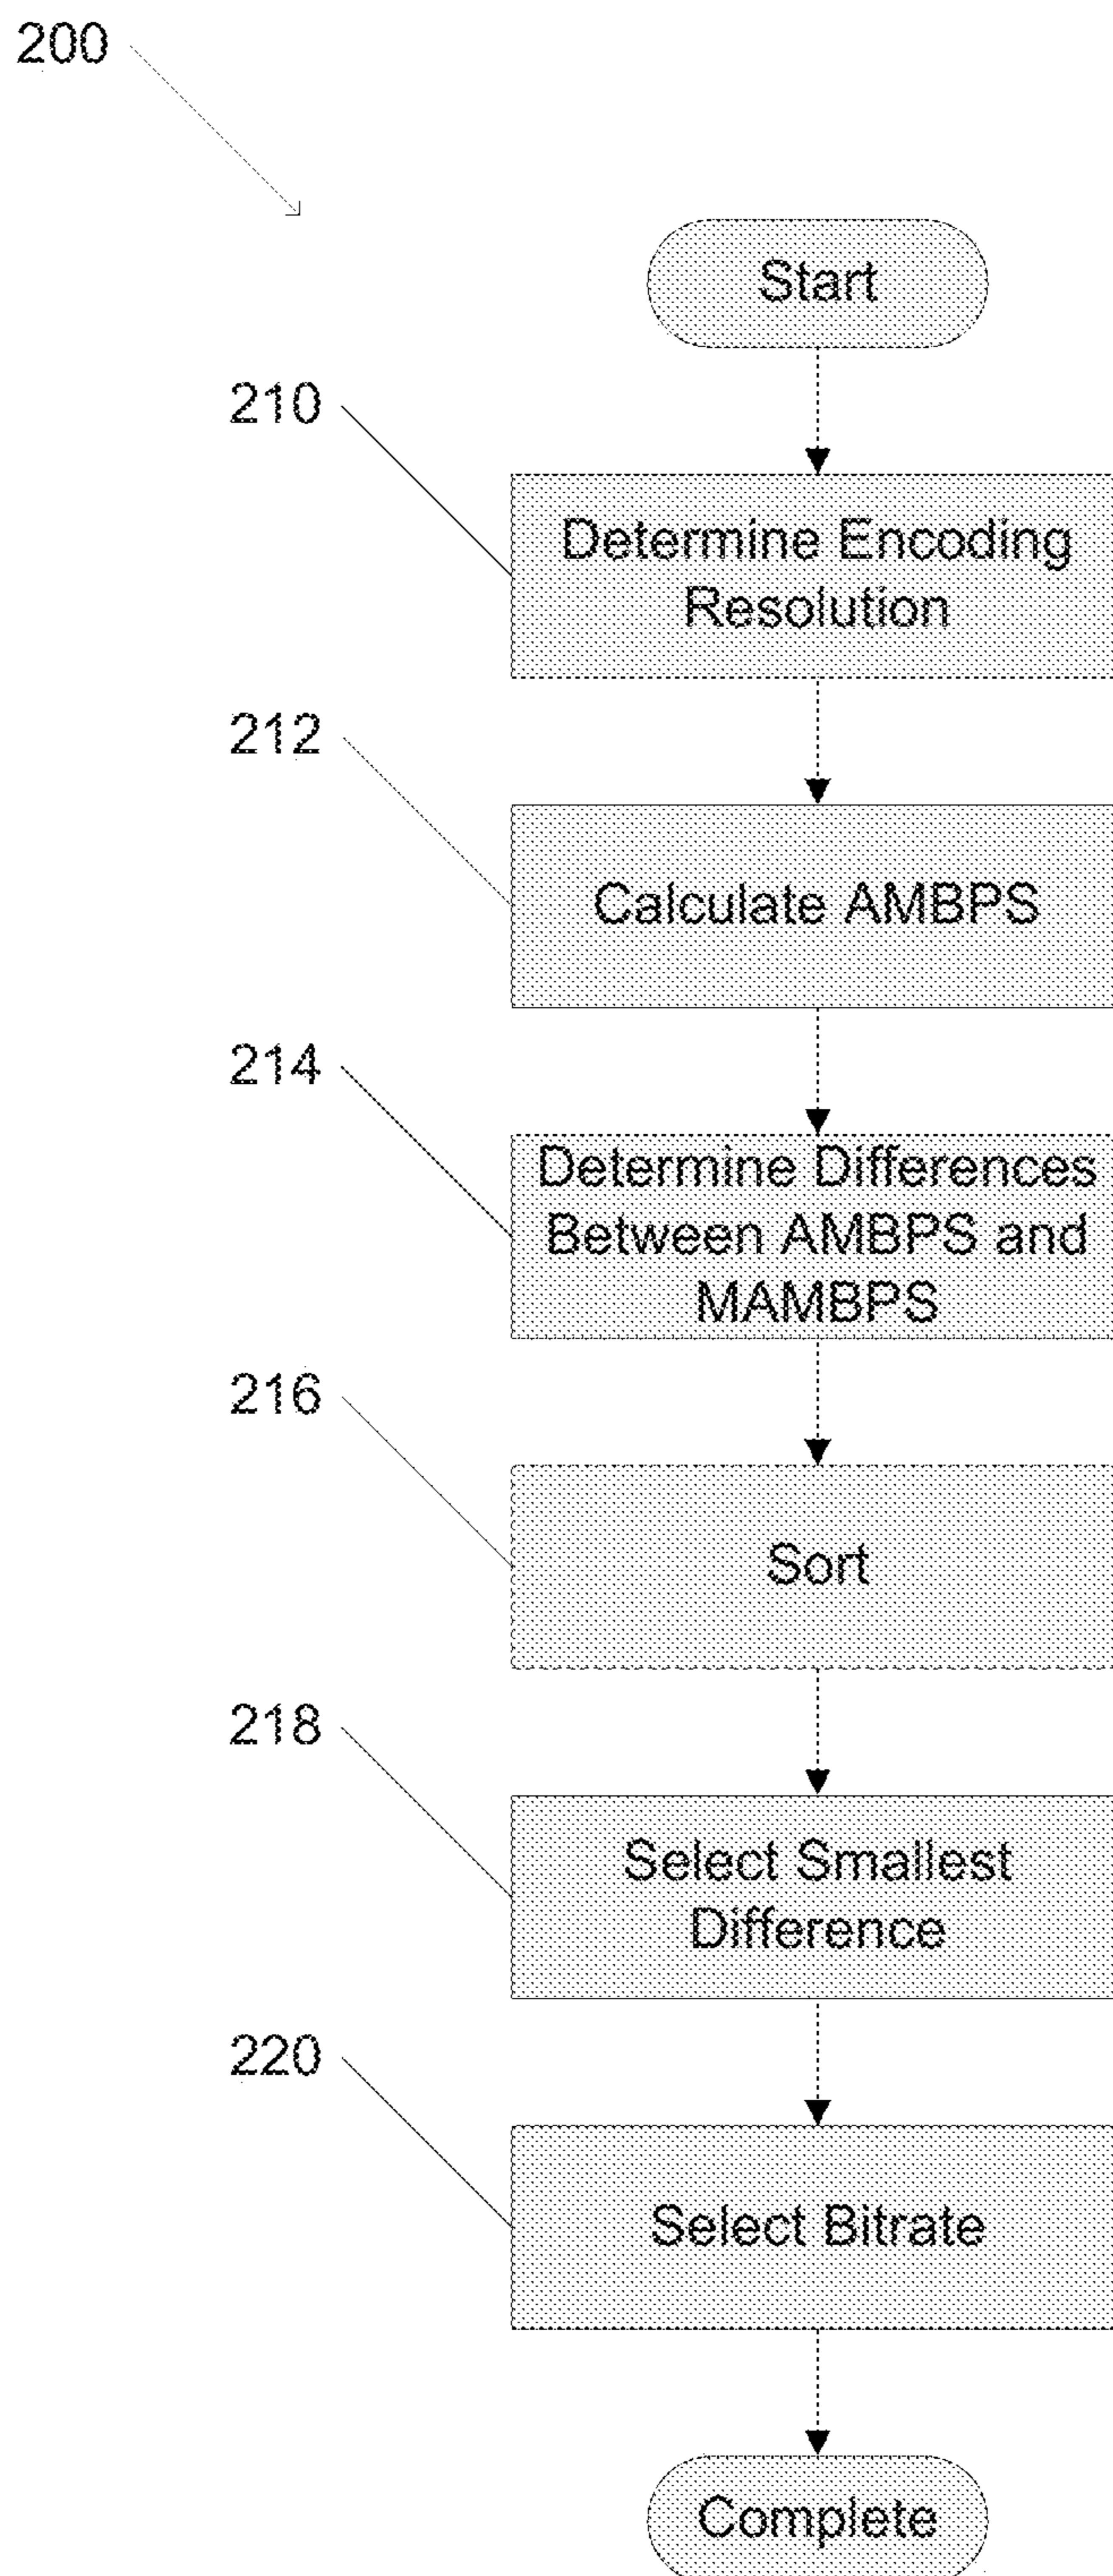 200
Start
210
Determine Encoding
Resolution
212
Calculate AMBPS
214
Determine Differences
Between AMBPS and
MAMBPS
216
Sort
218
Select Smallest
Difference
220
Select Bitrate
Complete